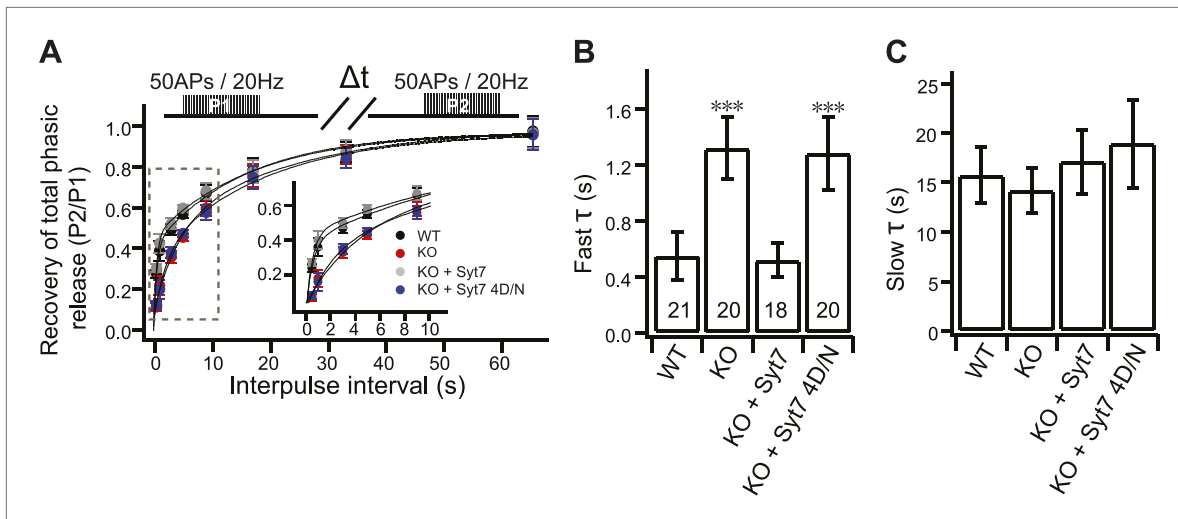 A
50APs / 20Hz
Δt
50APs / 20Hz
P1
P2
Recovery of total phasic
release (P2/P1)
1.0
0.8
0.6
0.4
0.2
0.0
0 10 20 30 40 50 60
Interpulse interval (s)
0.6
0.4
0.2
0 2 4 6 8 10
WT
KO
KO + Syt7
KO + Syt7 4D/N
B
Fast τ (s)
1.6
1.2
0.8
0.4
0.0
*** ***
21 20 18 20
WT
KO
KO + Syt7
KO + Syt7 4D/N
C
Slow τ (s)
25
20
15
10
5
0
WT
KO
KO + Syt7
KO + Syt7 4D/N